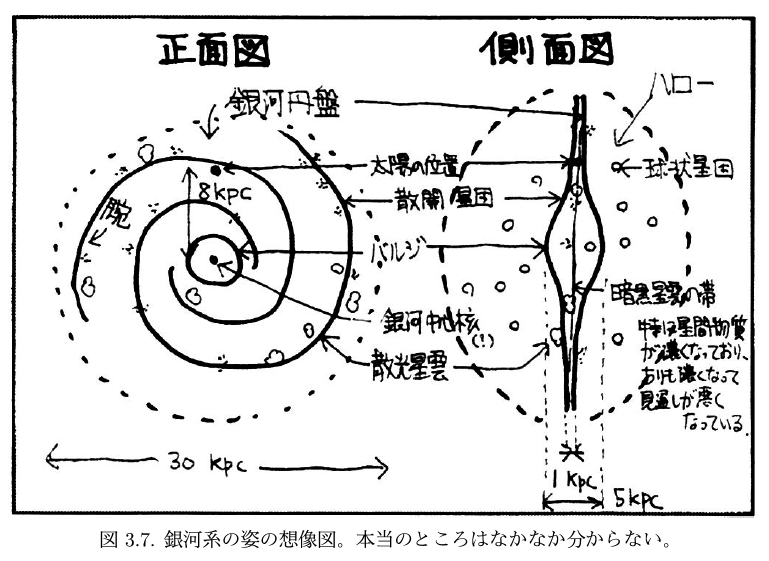 正面図
側面図
ハロー
銀河円盤
太陽の位置
球状星団
8kpc
散開星団
腕
バルジ
暗黒星雲の帯
銀河中心核
(!)
散光星雲
特は星間物質
が濃くなっており、
ありも濃くなって
見通しが悪く
なっている.
30 kpc
1 kpc
5kpc
図 3.7. 銀河系の姿の想像図。本当のところはなかなか分からない。